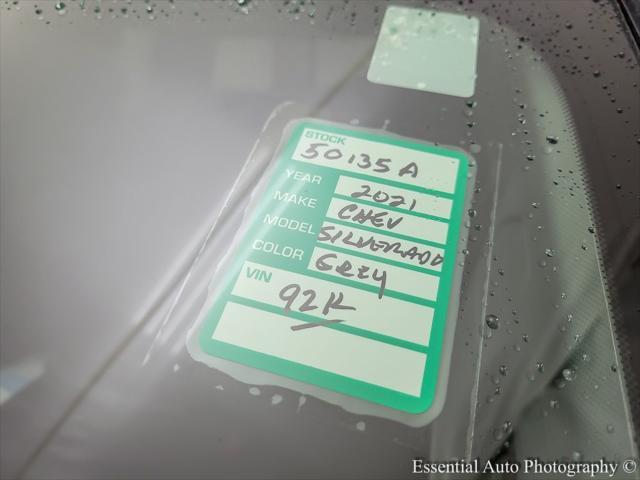 STOCK
50135A
YEAR 2021
MAKE CHEV
MODEL SILVERADO
COLOR GREY
VIN
92K
Essential Auto Photography ©